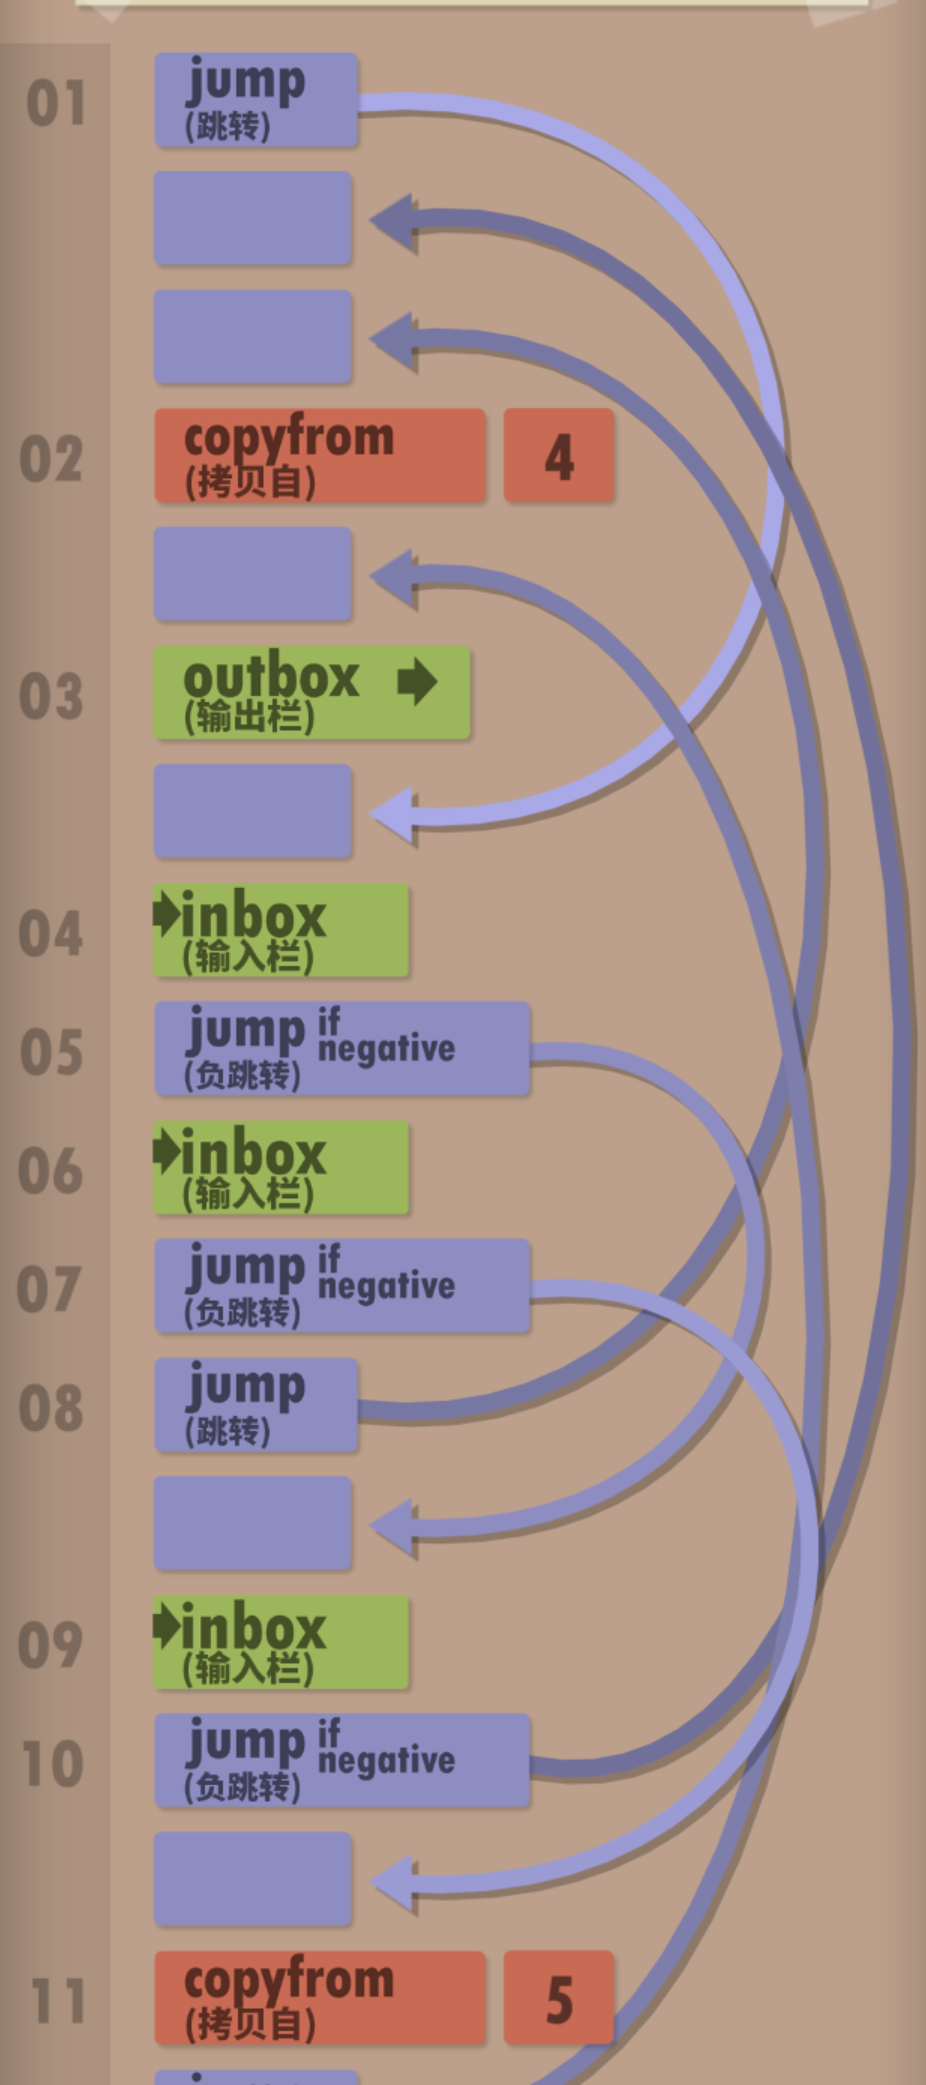 01 jump
(跳转)
02 copyfrom 4
(拷贝自)
03 outbox
(输出栏)
04 inbox
(输入栏)
05 jump if negative
(负跳转)
06 inbox
(输入栏)
07 jump if negative
(负跳转)
08 jump
(跳转)
09 inbox
(输入栏)
10 jump if negative
(负跳转)
11 copyfrom 5
(拷贝自)